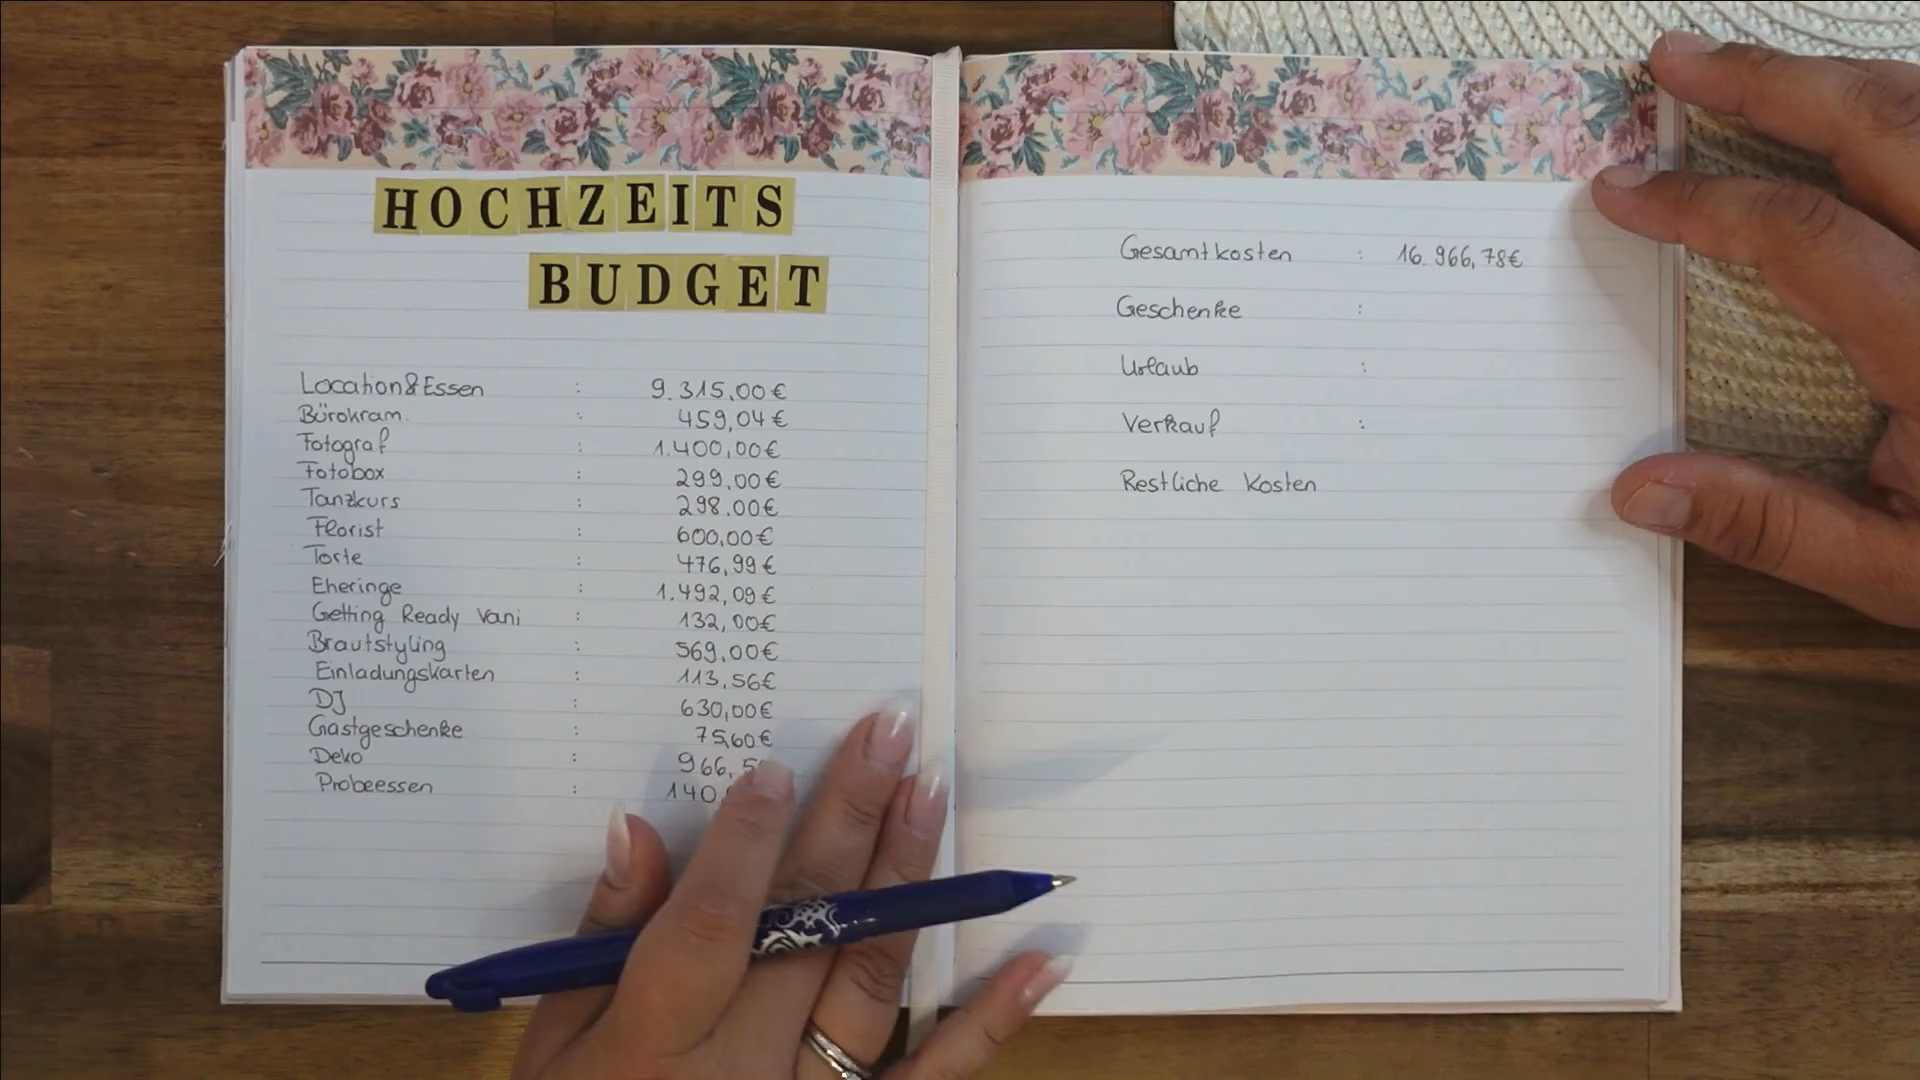 HOCHZEITS
BUDGET
Location&Essen : 9.315,00€
Bürokram. : 459,04€
Fotograf : 1.400,00€
Fotobox : 299,00€
Tanzkurs : 298.00€
Florist : 600,00€
Torte : 476,99€
Eheringe : 1.492,09€
Getting Ready Vani : 132,00€
Brautstyling : 569,00€
Einladungskarten : 113,56€
DJ : 630,00€
Gastgeschenke : 75,60€
Deko : 966,5
Probeessen : 140,
Gesamtkosten : 16.966,78€
Geschenke :
Urlaub :
Verkauf :
Restliche Kosten